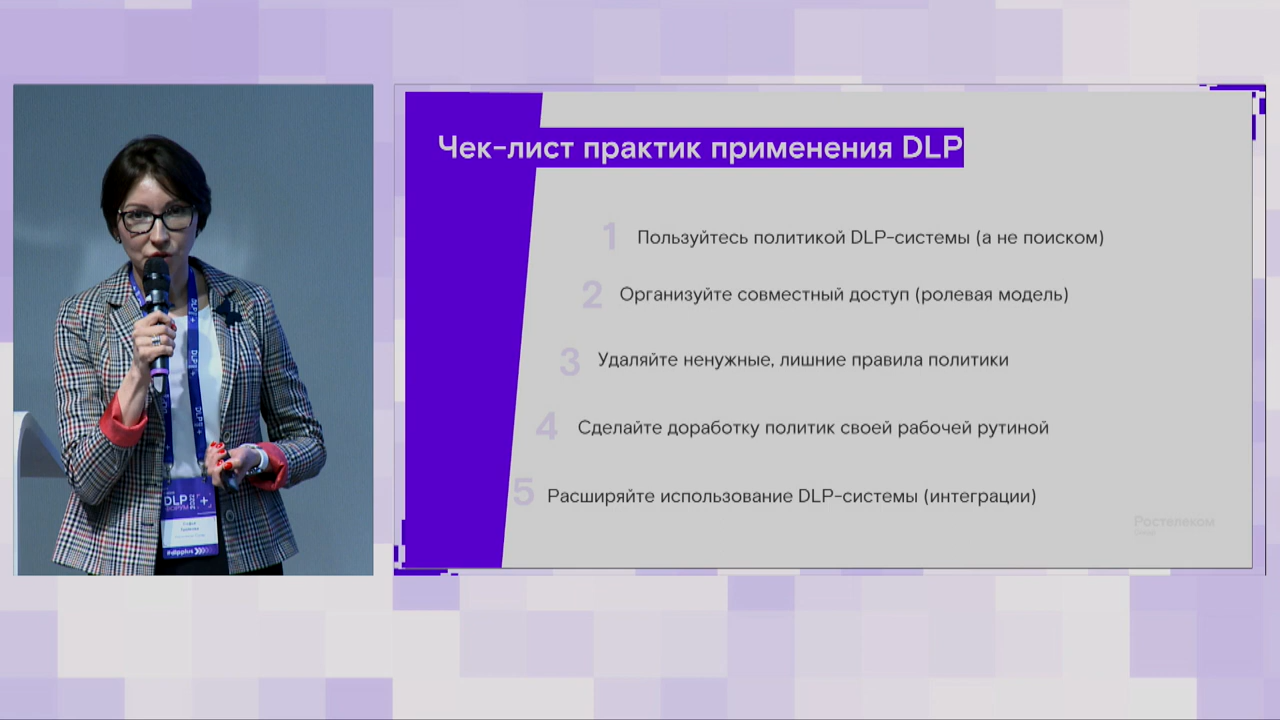 Чек-лист практик применения DLP
1 Пользуйтесь политикой DLP-системы (а не поиском)
2 Организуйте совместный доступ (ролевая модель)
3 Удаляйте ненужные, лишние правила политики
4 Сделайте доработку политик своей рабочей рутиной
5 Расширяйте использование DLP-системы (интеграции)
Ростелеком
DLP +
#dlpplus